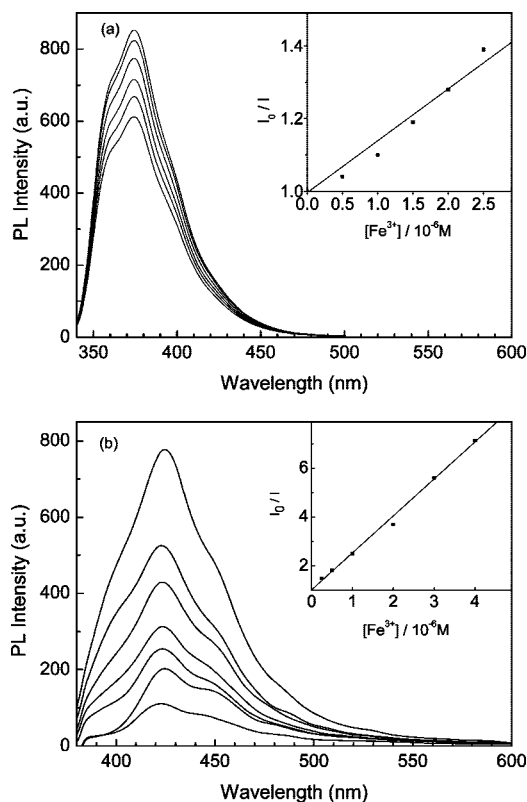 (a)
PL Intensity (a.u.)
800
600
400
200
0
340
400
450
500
550
600
Wavelength (nm)
I₀ / I
1.4
1.2
1.0
0.0 0.5 1.0 1.5 2.0 2.5
[Fe³⁺] / 10⁻⁶M
(b)
PL Intensity (a.u.)
800
600
400
200
0
400
450
500
550
600
Wavelength (nm)
I₀ / I
6
4
2
0 1 2 3 4
[Fe³⁺] / 10⁻⁶M